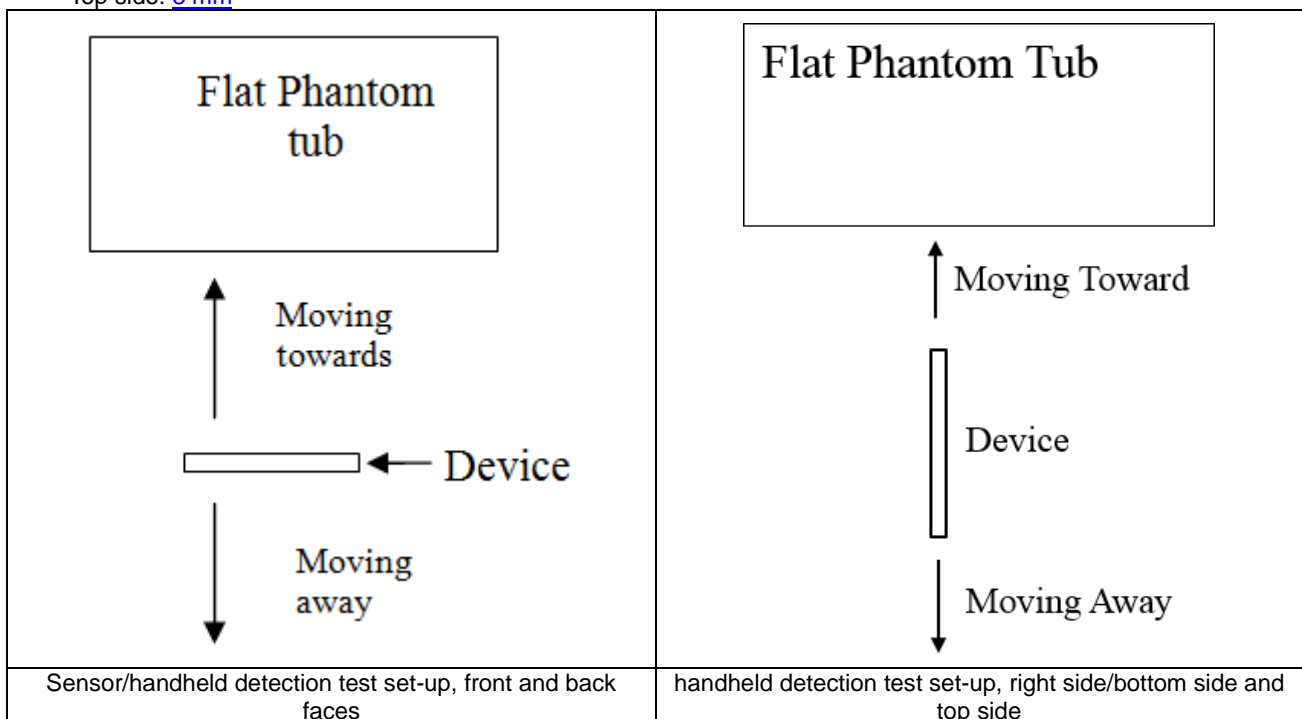 Top side:
Flat Phantom
tub
Moving
towards
Device
Moving
away
Sensor/handheld detection test set-up, front and back
faces
Flat Phantom Tub
Moving Toward
Device
Moving Away
handheld detection test set-up, right side/bottom side and
top side